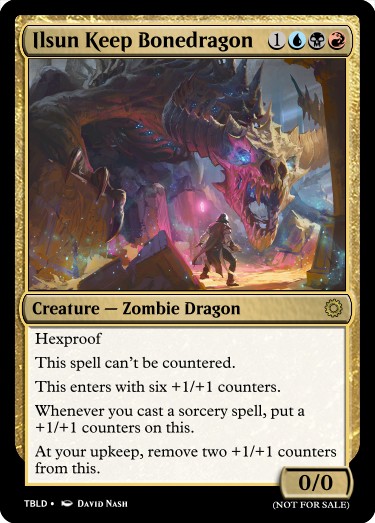 Ilsun Keep Bonedragon 1
Creature — Zombie Dragon
Hexproof
This spell can't be countered.
This enters with six +1/+1 counters.
Whenever you cast a sorcery spell, put a
+1/+1 counters on this.
At your upkeep, remove two +1/+1 counters
from this.
0/0
TBLD • David Nash
(NOT FOR SALE)